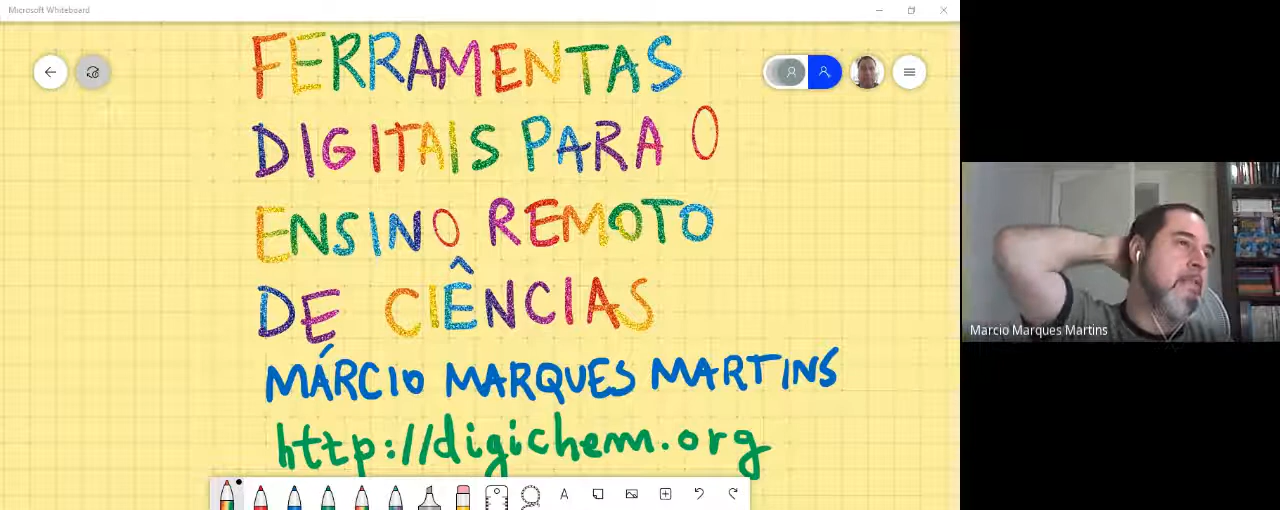 Microsoft Whiteboard
FERRAMENTAS
DIGITAIS PARA O
ENSINO REMOTO
DE CIÊNCIAS
MÁRCIO MARQUES MARTINS
http://digichem.org
A
Marcio Marques Martins